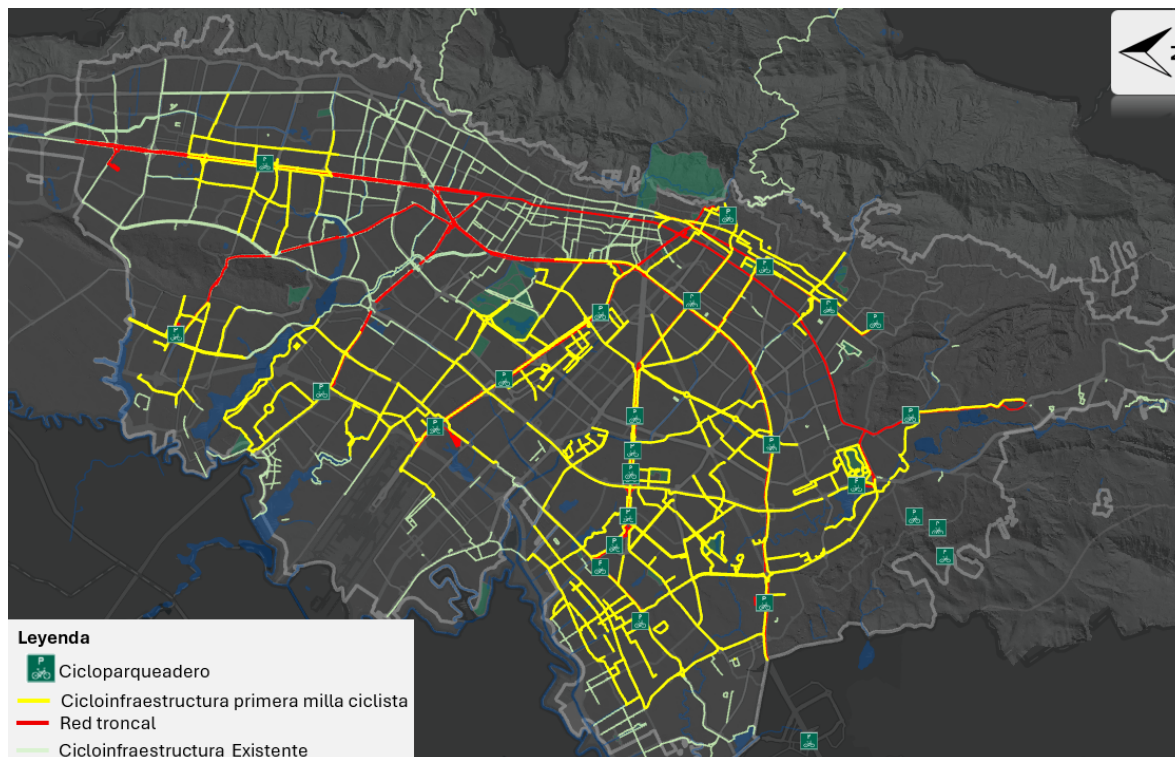 Leyenda
P
Cicloparqueadero
Cicloinfraestructura primera milla ciclista
Red troncal
Cicloinfraestructura Existente